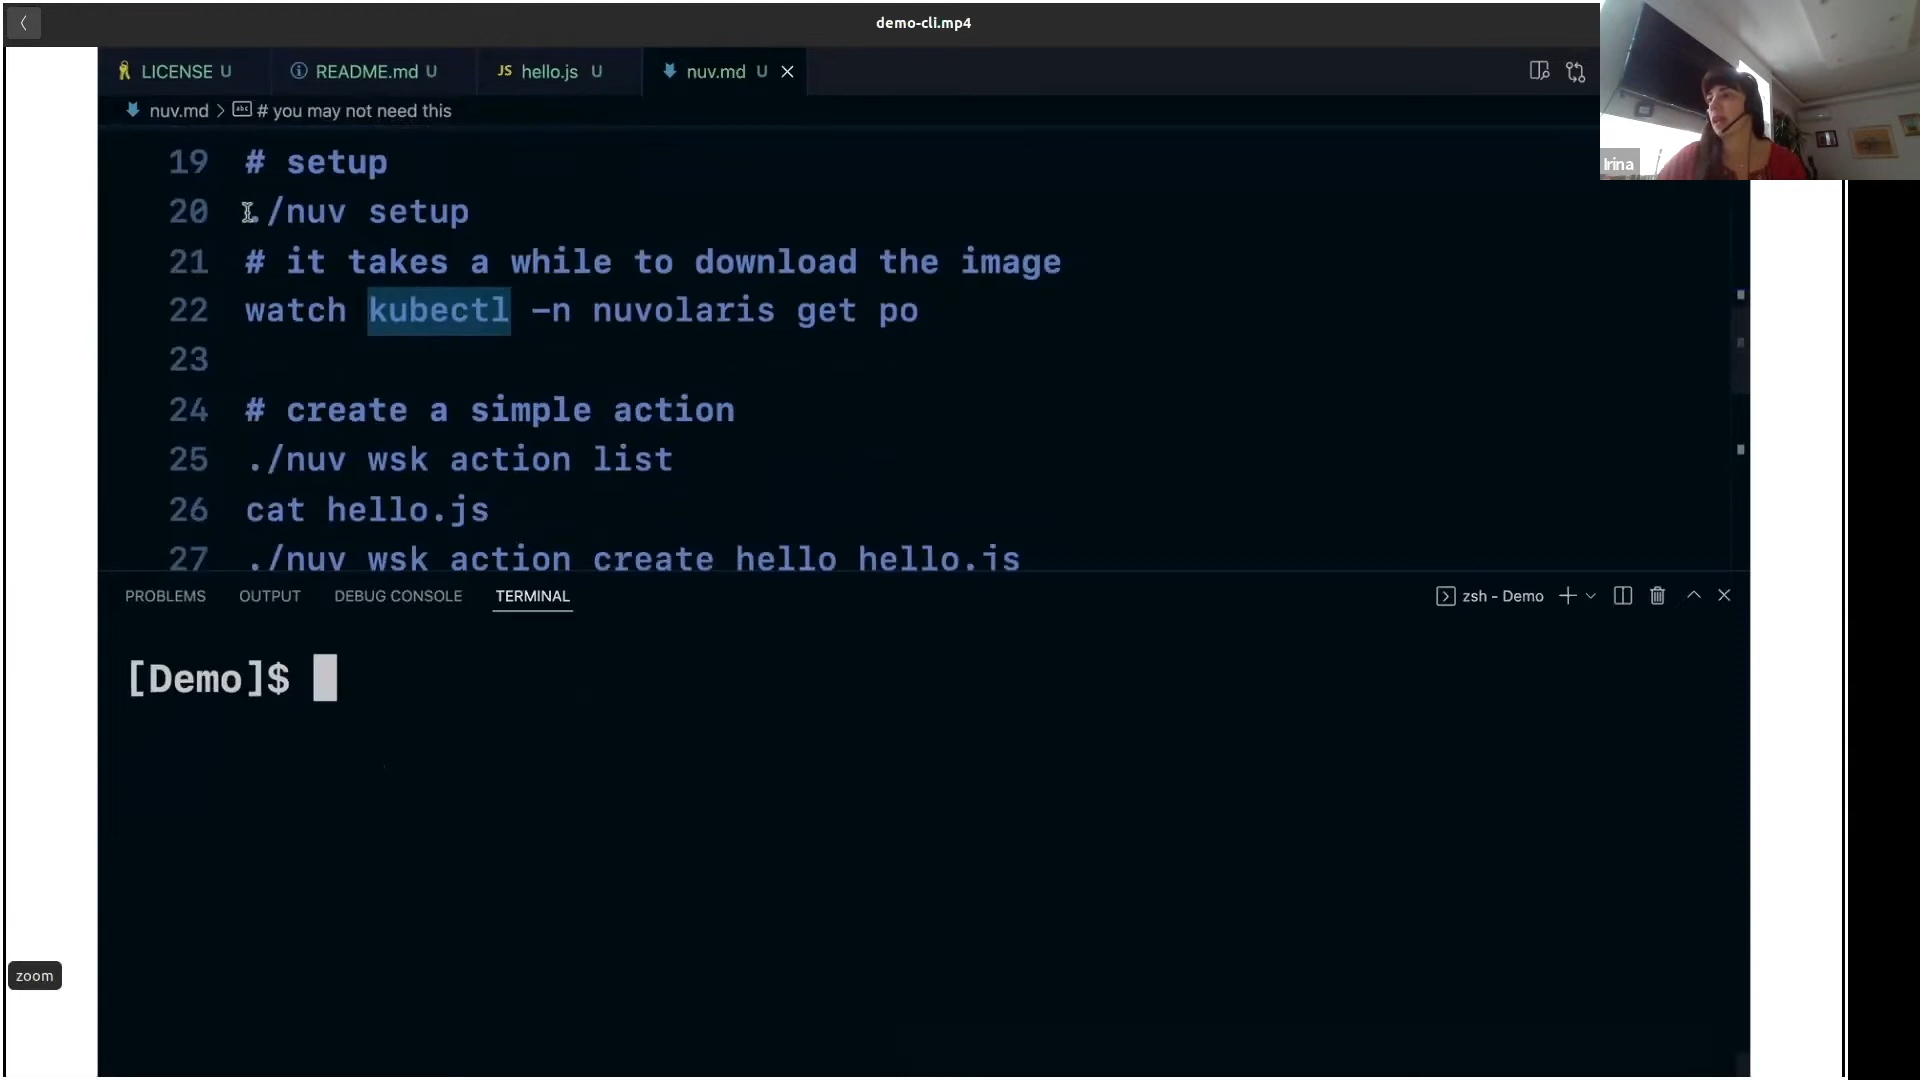 demo-cli.mp4
LICENSE U
README.md U
JS hello.js U
nuv.md U
nuv.md > # you may not need this
Irina
19 # setup
20 ./nuv setup
21 # it takes a while to download the image
22 watch kubectl -n nuvolaris get po
23
24 # create a simple action
25 ./nuv wsk action list
26 cat hello.js
27 ./nuv wsk action create hello hello.js
PROBLEMS OUTPUT DEBUG CONSOLE TERMINAL
zsh - Demo
[Demo]$
zoom